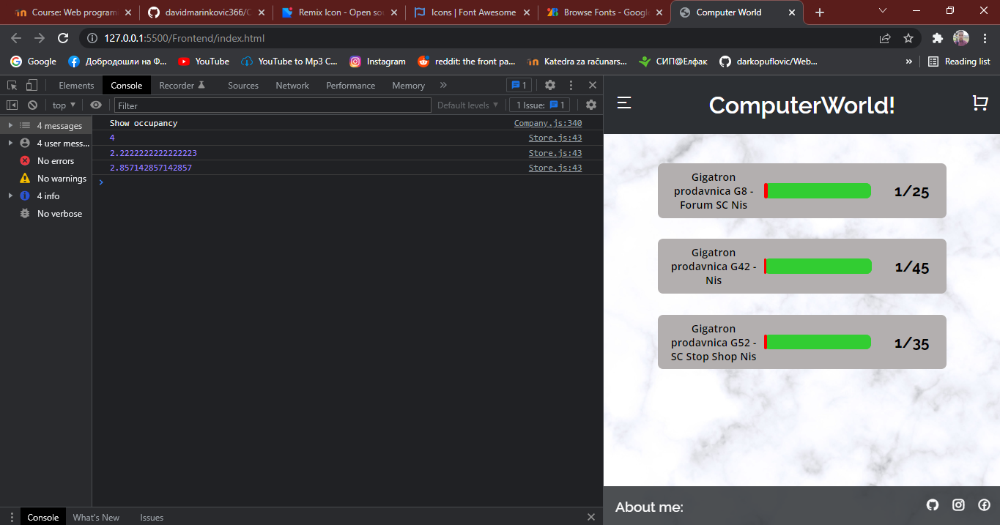 Course: Web program
davidmarinkovic366/C
Remix Icon - Open so
Icons | Font Awesome
Browse Fonts - Google
Computer World
127.0.0.1:5500/Frontend/index.html
Google
Добродошли на Ф...
YouTube
YouTube to Mp3 C...
Instagram
reddit: the front pa...
Katedra za računars...
СИП@Елфак
darkopuflovic/Web...
»
Reading list
Elements
Console
Recorder
Sources
Network
Performance
Memory
»
1
top
Filter
Default levels
1 Issue: 1
4 messages
4 user mess...
No errors
No warnings
4 info
No verbose
Show occupancy Company.js:340
4 Store.js:43
2.2222222222222223 Store.js:43
2.857142857142857 Store.js:43
ComputerWorld!
Gigatron
prodavnica G8 -
Forum SC Nis
1/25
Gigatron
prodavnica G42 -
Nis
1/45
Gigatron
prodavnica G52 -
SC Stop Shop Nis
1/35
About me:
Console
What's New
Issues